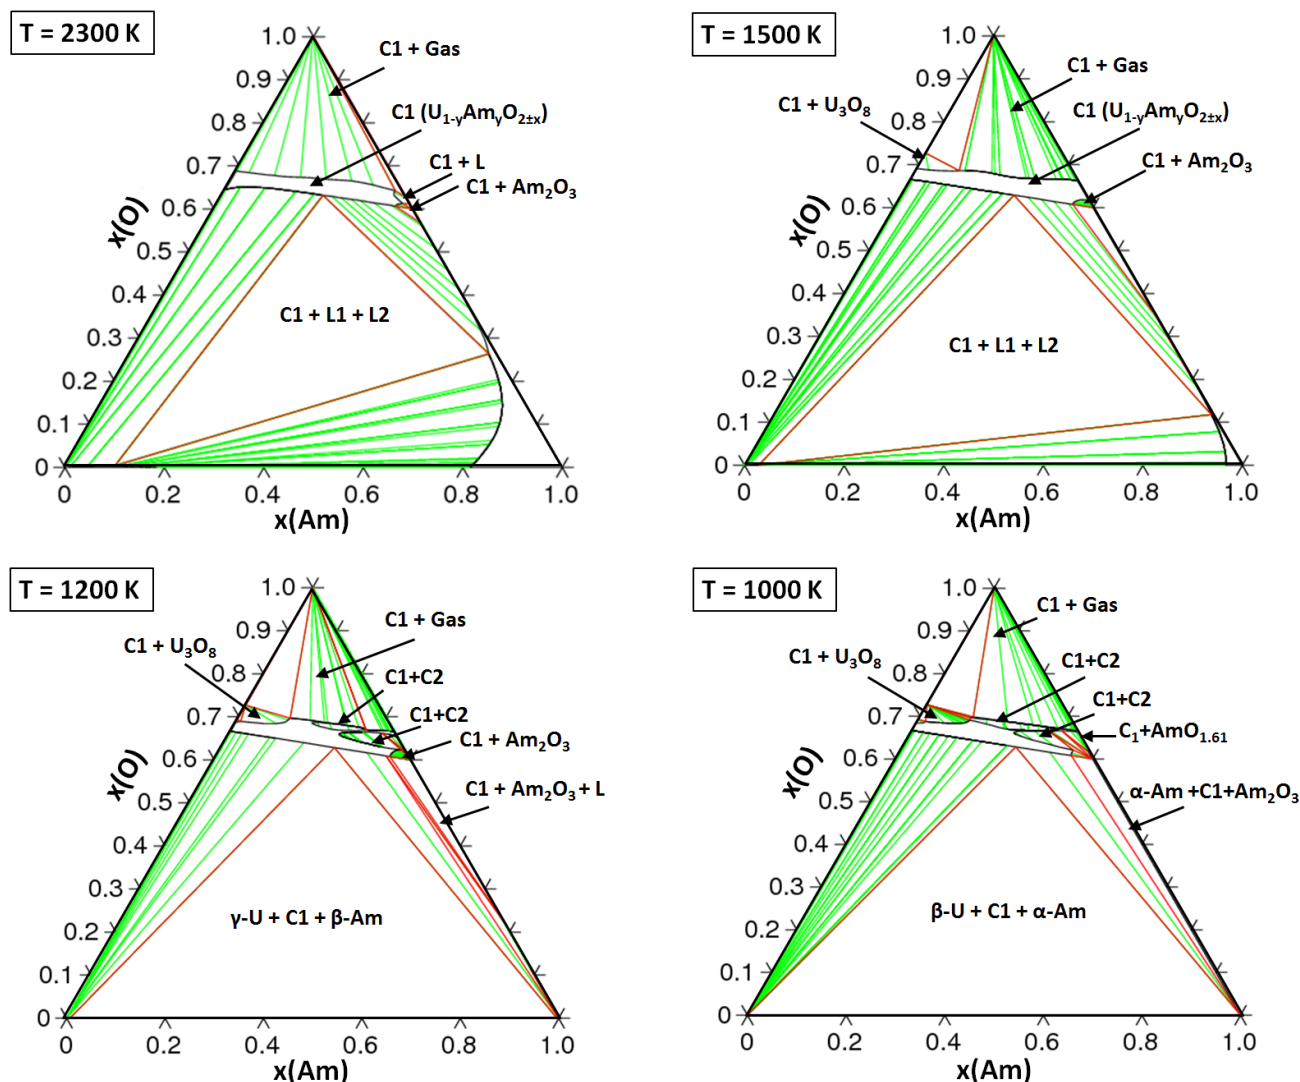 T = 2300 K
1.0
C1 + Gas
0.9
C1 (U1-yAmyO2±x)
0.8
0.7
C1 + L
C1 + Am2O3
0.6
x(O)
0.5
0.4
C1 + L1 + L2
0.3
0.2
0.1
0
0 0.2 0.4 0.6 0.8 1.0
x(Am)
T = 1500 K
1.0
C1 + Gas
0.9
C1 + U3O8
C1 (U1-yAmyO2±x)
0.8
C1 + Am2O3
0.7
0.6
x(O)
0.5
0.4
C1 + L1 + L2
0.3
0.2
0.1
0
0 0.2 0.4 0.6 0.8 1.0
x(Am)
T = 1200 K
1.0
C1 + Gas
0.9
C1 + U3O8
0.8
C1+C2
0.7
C1+C2
C1 + Am2O3
0.6
x(O)
C1 + Am2O3 + L
0.5
0.4
0.3
γ-U + C1 + β-Am
0.2
0.1
0
0 0.2 0.4 0.6 0.8 1.0
x(Am)
T = 1000 K
1.0
C1 + Gas
0.9
C1 + U3O8
C1+C2
0.8
C1+C2
0.7
C1+AmO1.61
0.6
x(O)
α-Am +C1+Am2O3
0.5
0.4
0.3
β-U + C1 + α-Am
0.2
0.1
0
0 0.2 0.4 0.6 0.8 1.0
x(Am)